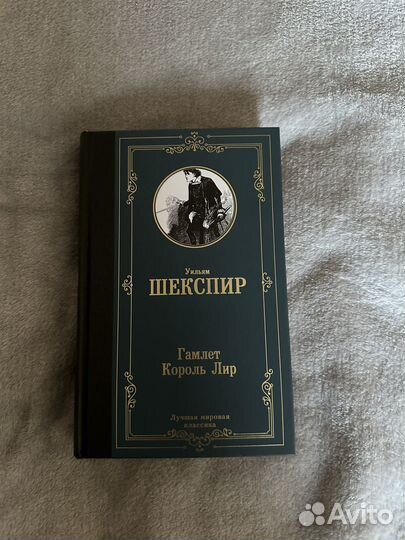 Уильям
ШЕКСПИР
Гамлет
Король Лир
Лучшая мировая
классика
Avito